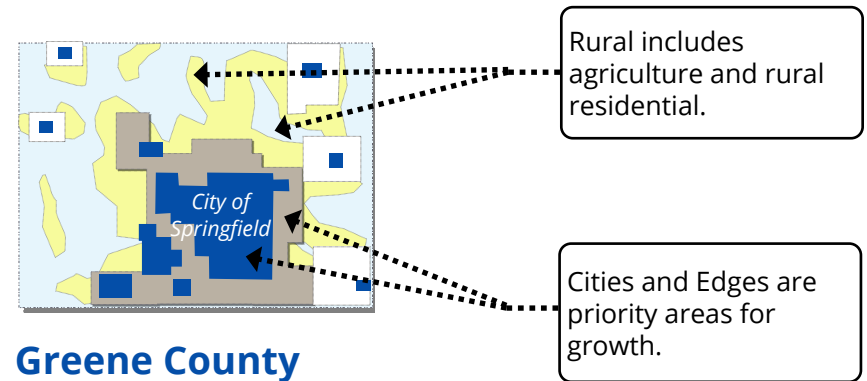 Rural includes
agriculture and rural
residential.
City of
Springfield
Cities and Edges are
priority areas for
growth.
Greene County